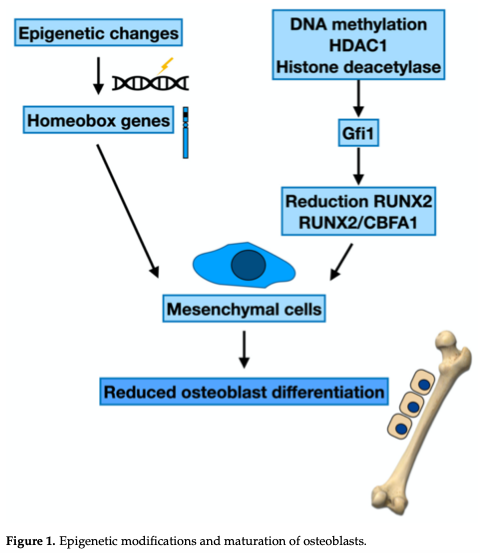 Epigenetic changes
Homeobox genes
DNA methylation
HDAC1
Histone deacetylase
Gfi1
Reduction RUNX2
RUNX2/CBFA1
Mesenchymal cells
Reduced osteoblast differentiation
Figure 1. Epigenetic modifications and maturation of osteoblasts.